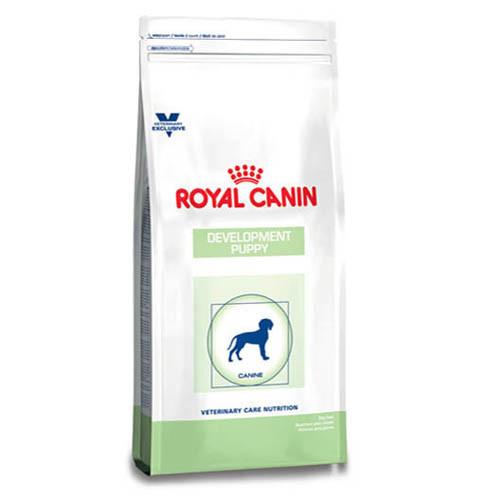 VETERINARY
EXCLUSIVE
ROYAL CANIN
DEVELOPMENT
PUPPY
CANINE
VETERINARY CARE NUTRITION